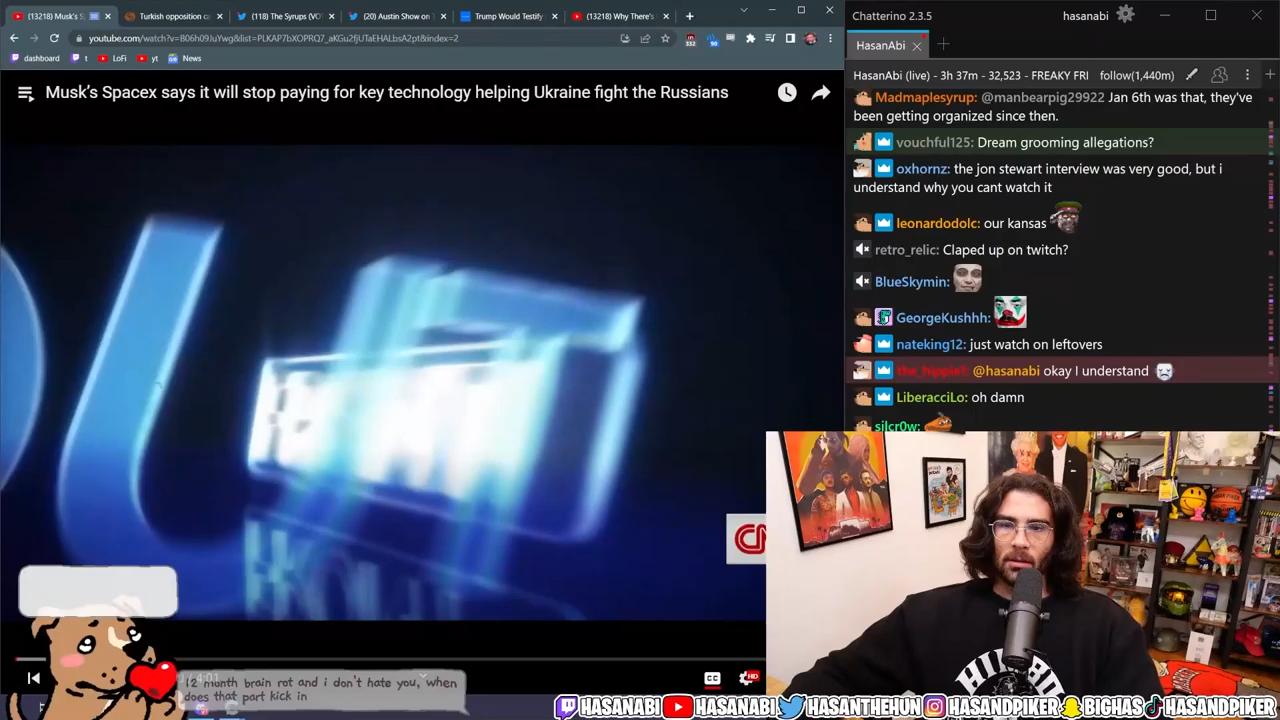 (13218) Musk's S
Turkish opposition ca
(118) The Syrups (VO
(20) Austin Show on
Trump Would Testify
(13218) Why There's
youtube.com/watch?v=B06h09JuYwg&list=PLKAP7bXOPRQ7_aKGu2fjUTaEHALbsA2pt&index=2
dashboard
t
LoFi
yt
News
Musk's Spacex says it will stop paying for key technology helping Ukraine fight the Russians
12 month brain rot and i don't hate you, when
does that part kick in
HD
Chatterino 2.3.5
hasanabi
HasanAbi
HasanAbi (live) - 3h 37m - 32,523 - FREAKY FRI
follow(1,440m)
Madmaplesyrup: @manbearpig29922 Jan 6th was that, they've
been getting organized since then.
vouchful125: Dream grooming allegations?
oxhornz: the jon stewart interview was very good, but i
understand why you cant watch it
leonardodolc: our kansas
retro_relic: Claped up on twitch?
BlueSkymin:
GeorgeKushhh:
nateking12: just watch on leftovers
@hasanabi okay I understand
LiberacciLo: oh damn
silcr0w:
HASANABI
HASANABI
HASANTHEHUN
HASANDPIKER
BIGHAS
HASANDPIKER